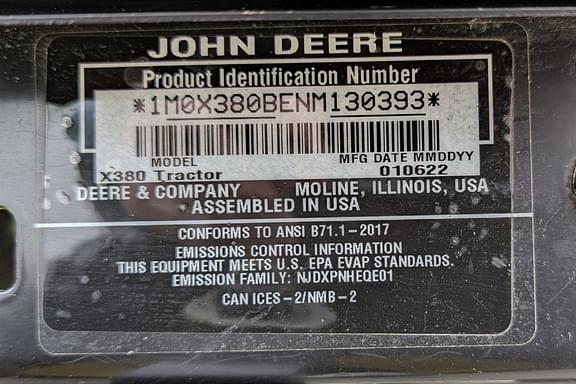 JOHN DEERE
Product Identification Number
*1M0X380BENM130393*
MODEL MFG DATE MMDDYY
X380 Tractor 010622
DEERE & COMPANY MOLINE, ILLINOIS, USA
ASSEMBLED IN USA
CONFORMS TO ANSI B71.1-2017
EMISSIONS CONTROL INFORMATION
THIS EQUIPMENT MEETS U.S. EPA EVAP STANDARDS.
EMISSION FAMILY: NJDXPNHEQE01
CAN ICES-2/NMB-2